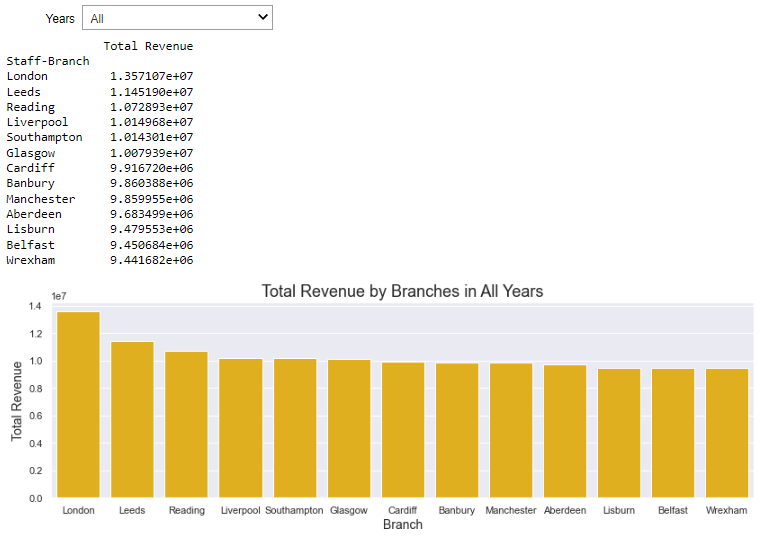 Years All
Total Revenue
Staff-Branch
London 1.357107e+07
Leeds 1.145190e+07
Reading 1.072893e+07
Liverpool 1.014968e+07
Southampton 1.014301e+07
Glasgow 1.007939e+07
Cardiff 9.916720e+06
Banbury 9.860388e+06
Manchester 9.859955e+06
Aberdeen 9.683499e+06
Lisburn 9.479553e+06
Belfast 9.450684e+06
Wrexham 9.441682e+06
Total Revenue by Branches in All Years
1e7
1.4
1.2
1.0
0.8
0.6
0.4
0.2
0.0
Total Revenue
London Leeds Reading Liverpool Southampton Glasgow Cardiff Banbury Manchester Aberdeen Lisburn Belfast Wrexham
Branch